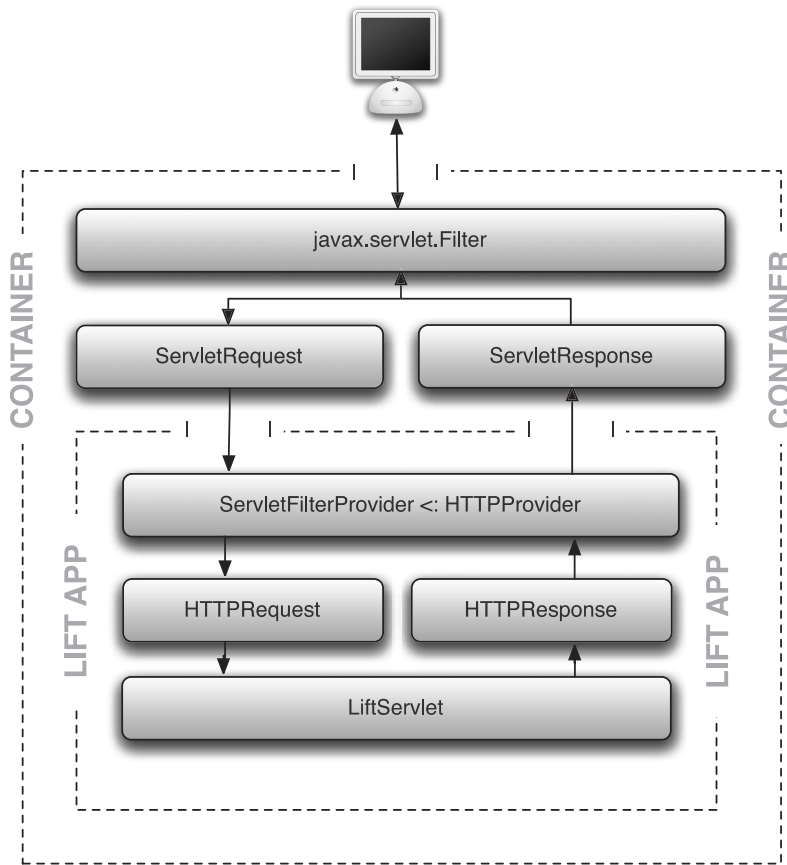 javax.servlet.Filter
CONTAINER
CONTAINER
ServletRequest
ServletResponse
ServletFilterProvider <: HTTPProvider
LIFT APP
LIFT APP
HTTPRequest
HTTPResponse
LiftServlet